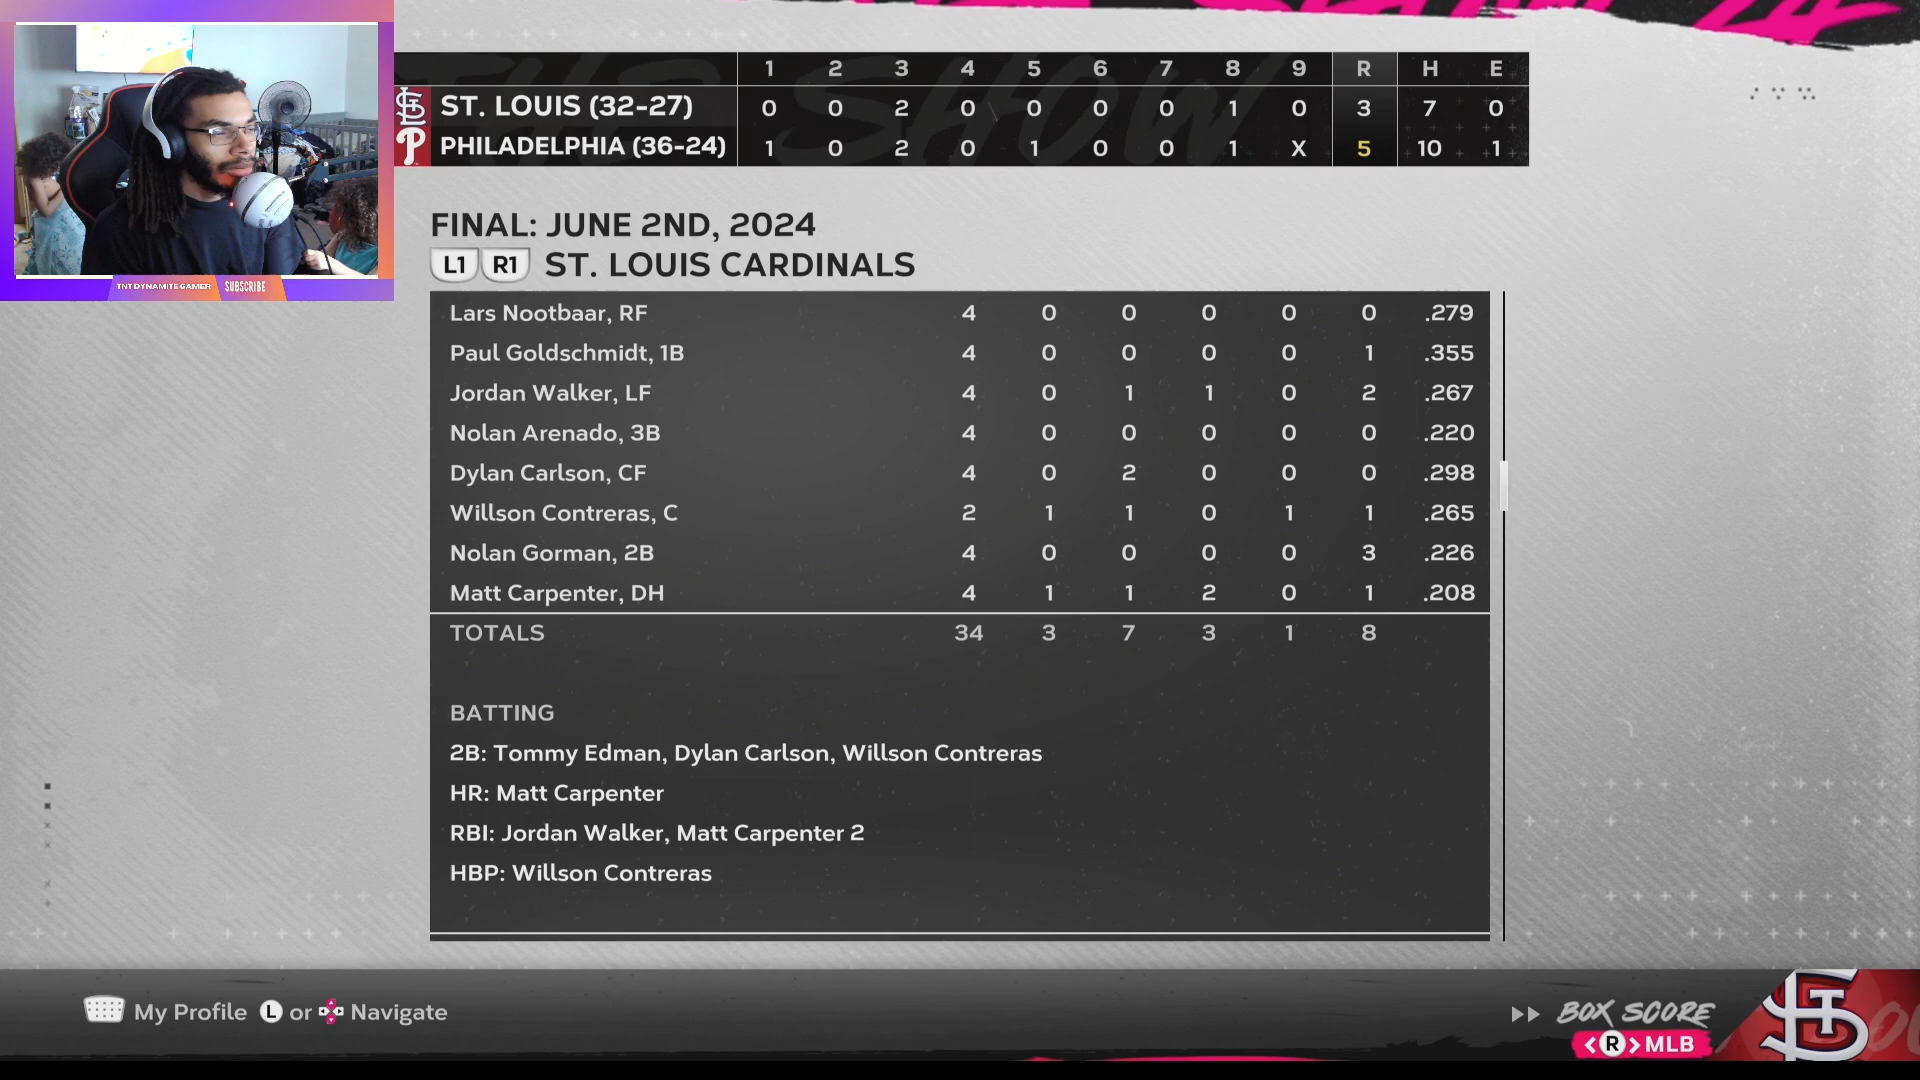 1 2 3 4 5 6 7 8 9 R H E
ST. LOUIS (32-27) 0 0 2 0 0 0 0 1 0 3 7 0
PHILADELPHIA (36-24) 1 0 2 0 1 0 0 1 X 5 10 1
TNT DYNAMITE GAMER SUBSCRIBE
FINAL: JUNE 2ND, 2024
L1 R1 ST. LOUIS CARDINALS
Lars Nootbaar, RF 4 0 0 0 0 0 .279
Paul Goldschmidt, 1B 4 0 0 0 0 1 .355
Jordan Walker, LF 4 0 1 1 0 2 .267
Nolan Arenado, 3B 4 0 0 0 0 0 .220
Dylan Carlson, CF 4 0 2 0 0 0 .298
Willson Contreras, C 2 1 1 0 1 1 .265
Nolan Gorman, 2B 4 0 0 0 0 3 .226
Matt Carpenter, DH 4 1 1 2 0 1 .208
TOTALS 34 3 7 3 1 8
BATTING
2B: Tommy Edman, Dylan Carlson, Willson Contreras
HR: Matt Carpenter
RBI: Jordan Walker, Matt Carpenter 2
HBP: Willson Contreras
My Profile L or Navigate
BOX SCORE
R MLB